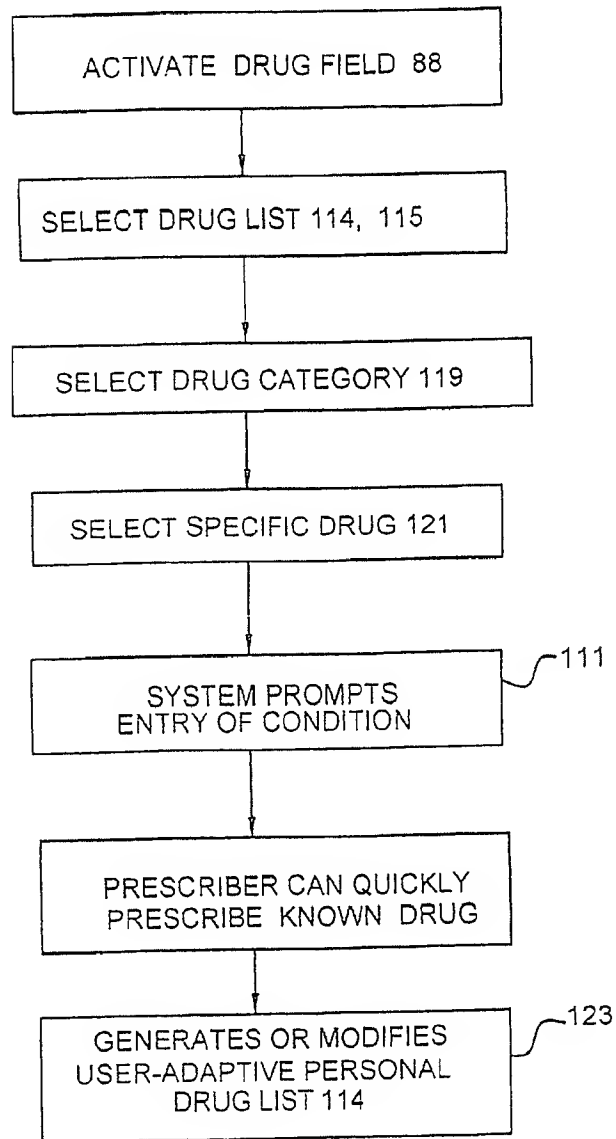 ACTIVATE DRUG FIELD 88
SELECT DRUG LIST 114, 115
SELECT DRUG CATEGORY 119
SELECT SPECIFIC DRUG 121
111
SYSTEM PROMPTS
ENTRY OF CONDITION
PRESCRIBER CAN QUICKLY
PRESCRIBE KNOWN DRUG
123
GENERATES OR MODIFIES
USER-ADAPTIVE PERSONAL
DRUG LIST 114